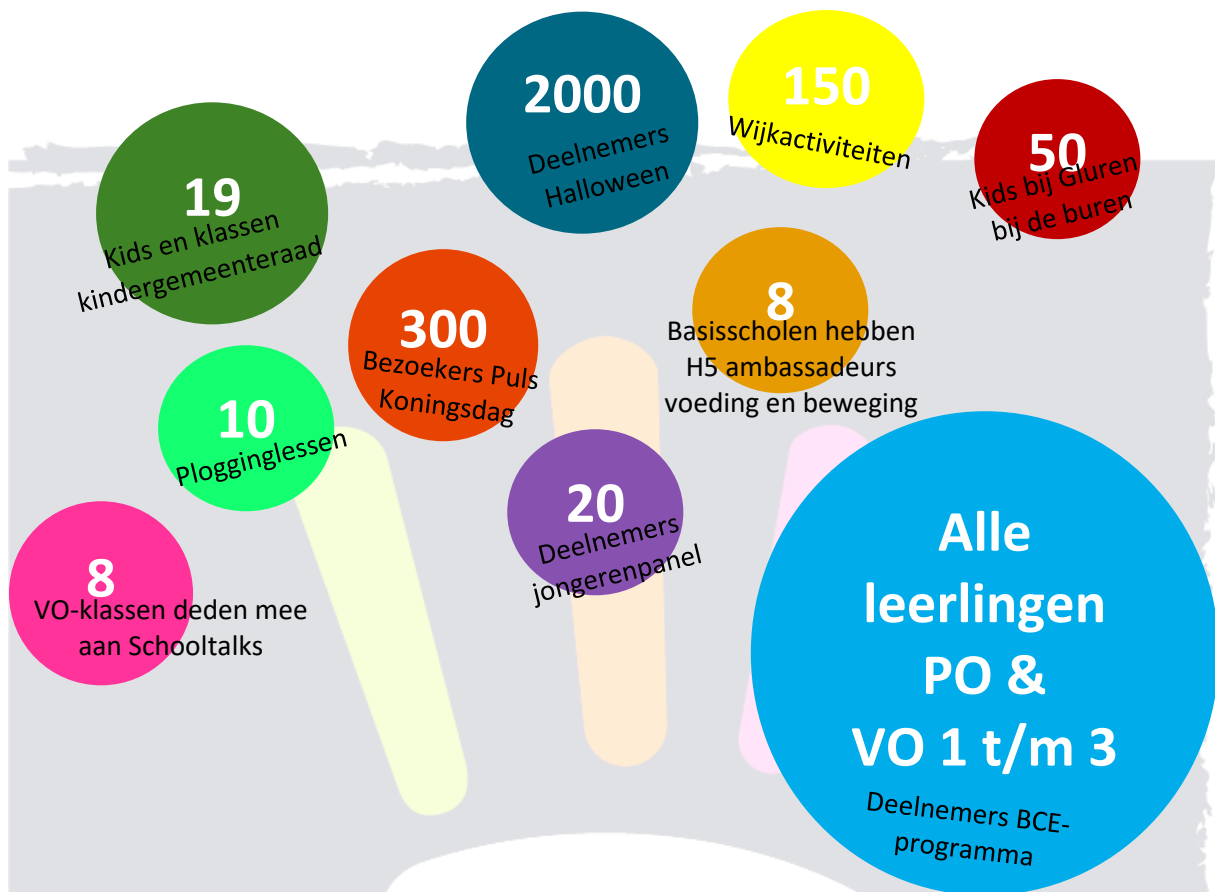 2000
Deelnemers
Halloween
150
Wijkactiviteiten
50
Kids bij Gluren
bij de buren
19
Kids en klassen
kindergemeenteraad
300
Bezoekers Puls
Koningsdag
8
Basisscholen hebben
H5 ambassadeurs
voeding en beweging
10
Plogginglessen
20
Deelnemers
jongerenpanel
8
VO-klassen deden mee
aan Schooltalks
Alle
leerlingen
PO &
VO 1 t/m 3
Deelnemers BCE-
programma